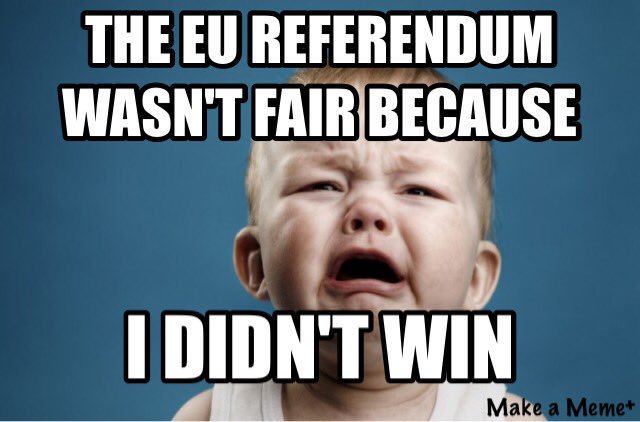 THE EU REFERENDUM
WASN'T FAIR BECAUSE
I DIDN'T WIN
Make a Meme+